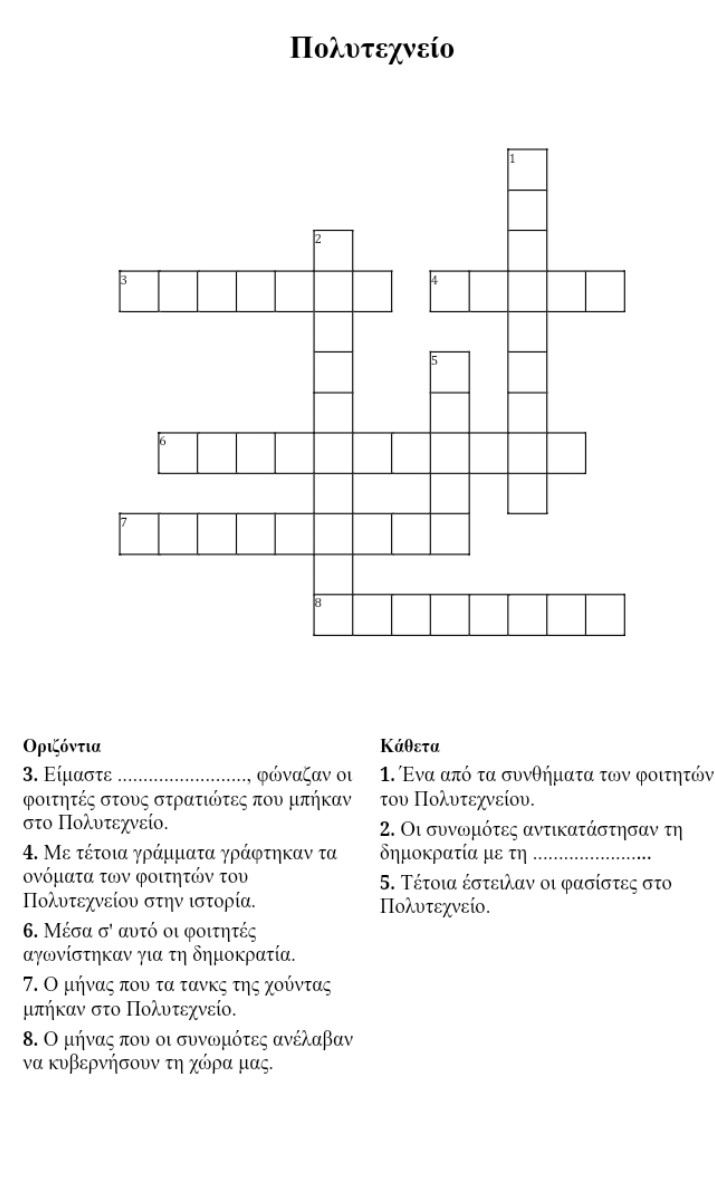 Πολυτεχνείο
1
2
3
4
5
6
7
8
Οριζόντια
3. Είμαστε ........................., φώναζαν οι
φοιτητές στους στρατιώτες που μπήκαν
στο Πολυτεχνείο.
4. Με τέτοια γράμματα γράφτηκαν τα
ονόματα των φοιτητών του
Πολυτεχνείου στην ιστορία.
6. Μέσα σ' αυτό οι φοιτητές
αγωνίστηκαν για τη δημοκρατία.
7. Ο μήνας που τα τανκς της χούντας
μπήκαν στο Πολυτεχνείο.
8. Ο μήνας που οι συνωμότες ανέλαβαν
να κυβερνήσουν τη χώρα μας.
Κάθετα
1. Ένα από τα συνθήματα των φοιτητών
του Πολυτεχνείου.
2. Οι συνωμότες αντικατάστησαν τη
δημοκρατία με τη .......................
5. Τέτοια έστειλαν οι φασίστες στο
Πολυτεχνείο.